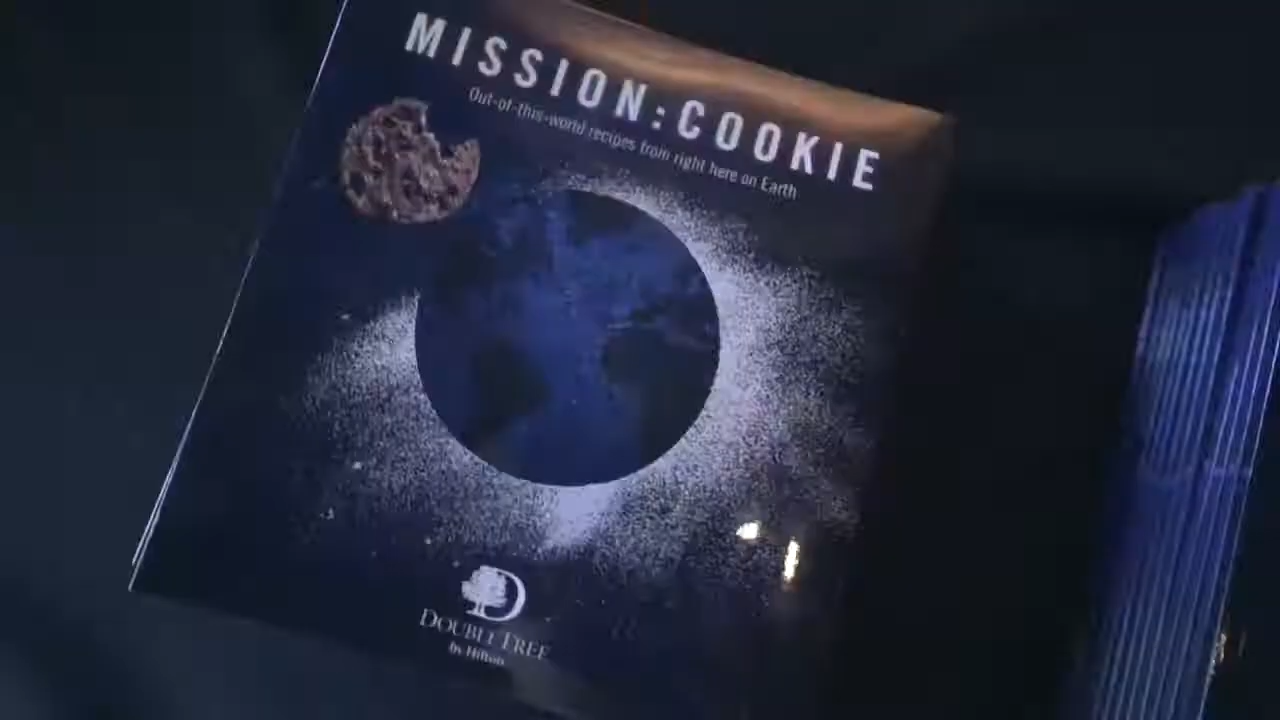 MISSION:COOKIE
Out-of-this-world recipes from right here on Earth
DOUBLETREE
by Hilton